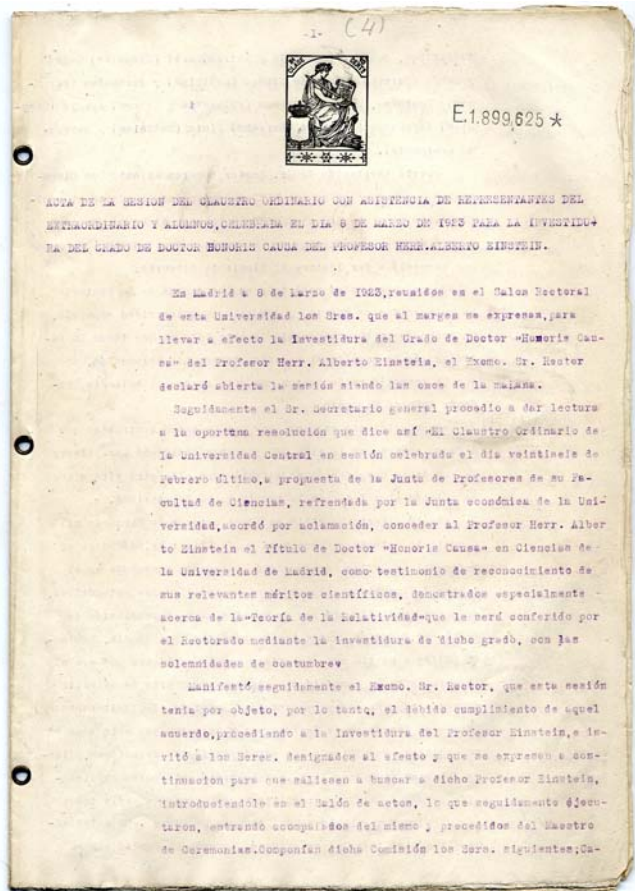 -1- (4)
E.1.899,625 *
ACTA DE LA SESION DEL CLAUSTRO ORDINARIO CON ASISTENCIA DE REPRESENTANTES DEL
EXTRAORDINARIO Y ALUMNOS,CELEBRADA EL DIA 8 DE MARZO DE 1923 PARA LA INVESTIDU-
RA DEL GRADO DE DOCTOR HONORIS CAUSA DEL PROFESOR HERR.ALBERTO EINSTEIN.
En Madrid a 8 de Marzo de 1923,reunidos en el Salon Rectoral
de esta Universidad los Sres. que al margen se expresan,para
llevar a efecto la Investidura del Grado de Doctor "Honoris Cau-
sa" del Profesor Herr. Alberto Einstein, el Excmo. Sr. Rector
declaró abierta la sesión siendo las once de la mañana.
Seguidamente el Sr. Secretario general procedio a dar lectura
a la oportuna resolución que dice así "El Claustro Ordinario de
la Universidad Central en sesión celebrada el dia veintiseis de
Febrero último,a propuesta de la Junta de Profesores de su Fa-
cultad de Ciencias, refrendada por la Junta económica de la Uni-
versidad,acordó por aclamación, conceder al Profesor Herr. Alber
to Einstein el Título de Doctor "Honoris Causa" en Ciencias de
la Universidad de Madrid, como testimonio de reconocimiento de
sus relevantes méritos científicos, demostrados especialmente
acerca de la"Teoría de la Relatividad"que le será conferido por
el Rectorado mediante la investidura de dicho grado, con las
solemnidades de costumbre"
Manifestó seguidamente el Excmo. Sr. Rector, que esta sesión
tenia por objeto, por lo tanto, el debido cumplimiento de aquel
acuerdo,procediendo a la Investidura del Profesor Einstein,e in-
vitó a los Seres. designados al efecto y que se expresan a con-
tinuacion para que saliesen a buscar a dicho Profesor Einstein,
introduciendole en el Salón de actos, lo que seguidamente ejecu-
taron, entrando acompañados del mismo y precedidos del Maestro
de Ceremonias.Componían dicha Comisión los Sers. siguientes;Ca-